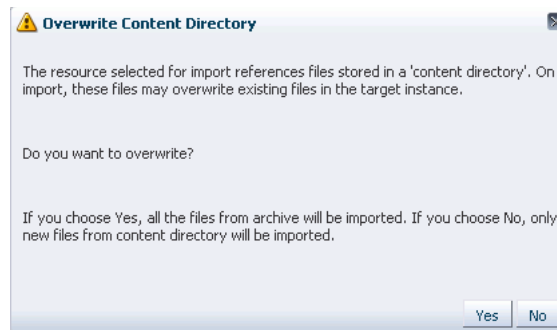 Overwrite Content Directory
The resource selected for import references files stored in a 'content directory'. On
import, these files may overwrite existing files in the target instance.
Do you want to overwrite?
If you choose Yes, all the files from archive will be imported. If you choose No, only
new files from content directory will be imported.
Yes No